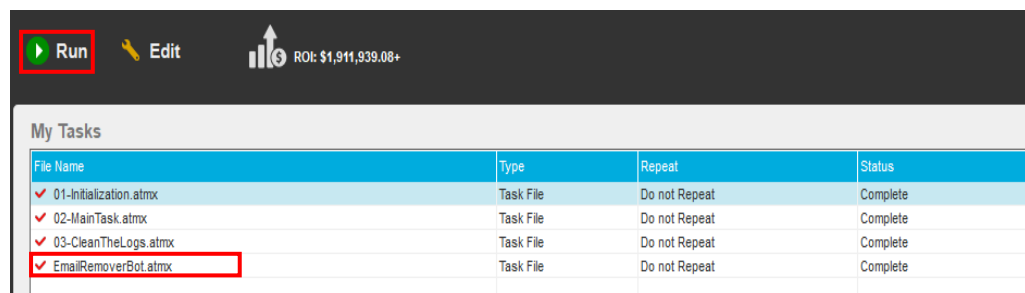 Run Edit ROI: $1,911,939.08+
My Tasks
File Name Type Repeat Status
01-Initialization.atmx Task File Do not Repeat Complete
02-MainTask.atmx Task File Do not Repeat Complete
03-CleanTheLogs.atmx Task File Do not Repeat Complete
EmailRemoverBot.atmx Task File Do not Repeat Complete